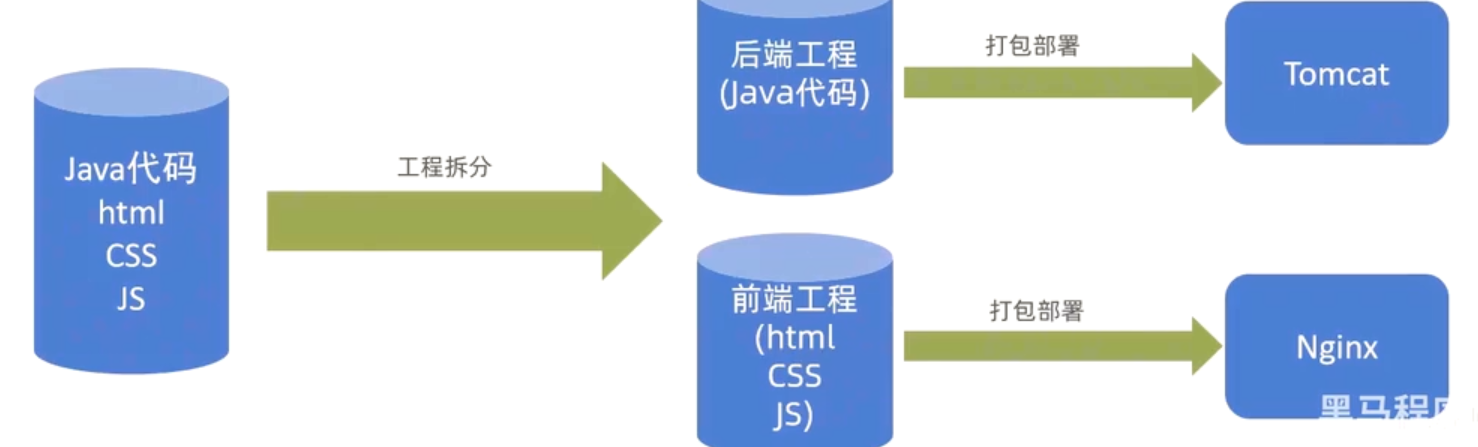 Java代码
html
CSS
JS
工程拆分
后端工程
(Java代码)
打包部署
Tomcat
前端工程
(html
CSS
JS)
打包部署
Nginx
黑马程